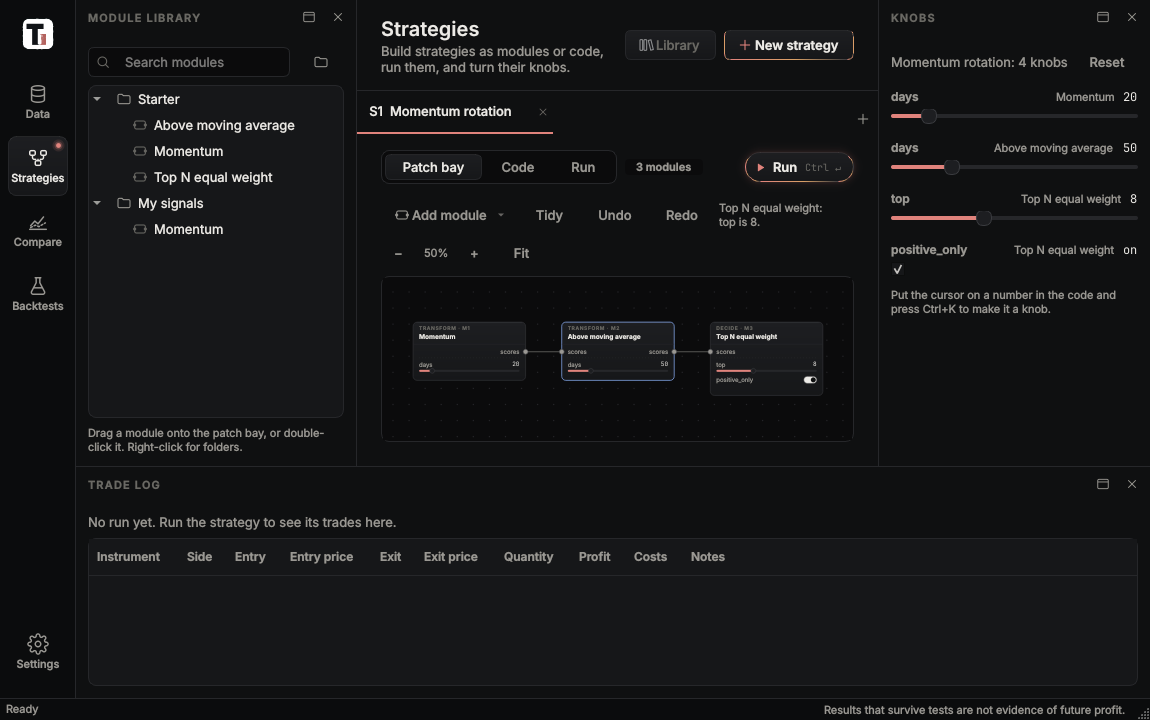 Ti
Data
Strategies
Compare
Backtests
Settings
MODULE LIBRARY
Search modules
Starter
Above moving average
Momentum
Top N equal weight
My signals
Momentum
Drag a module onto the patch bay, or double-
click it. Right-click for folders.
Strategies
Build strategies as modules or code,
run them, and turn their knobs.
Library
+ New strategy
S1 Momentum rotation
Patch bay Code Run 3 modules
Run Ctrl ↵
Add module Tidy Undo Redo
Top N equal weight:
top is 8.
− 50% + Fit
TRANSFORM · M1
Momentum
scores
days 20
TRANSFORM · M2
Above moving average
scores scores
days 50
DECIDE · M3
Top N equal weight
scores
top 8
positive_only
KNOBS
Momentum rotation: 4 knobs Reset
days Momentum 20
days Above moving average 50
top Top N equal weight 8
positive_only Top N equal weight on
Put the cursor on a number in the code and
press Ctrl+K to make it a knob.
TRADE LOG
No run yet. Run the strategy to see its trades here.
Instrument Side Entry Entry price Exit Exit price Quantity Profit Costs Notes
Ready
Results that survive tests are not evidence of future profit.